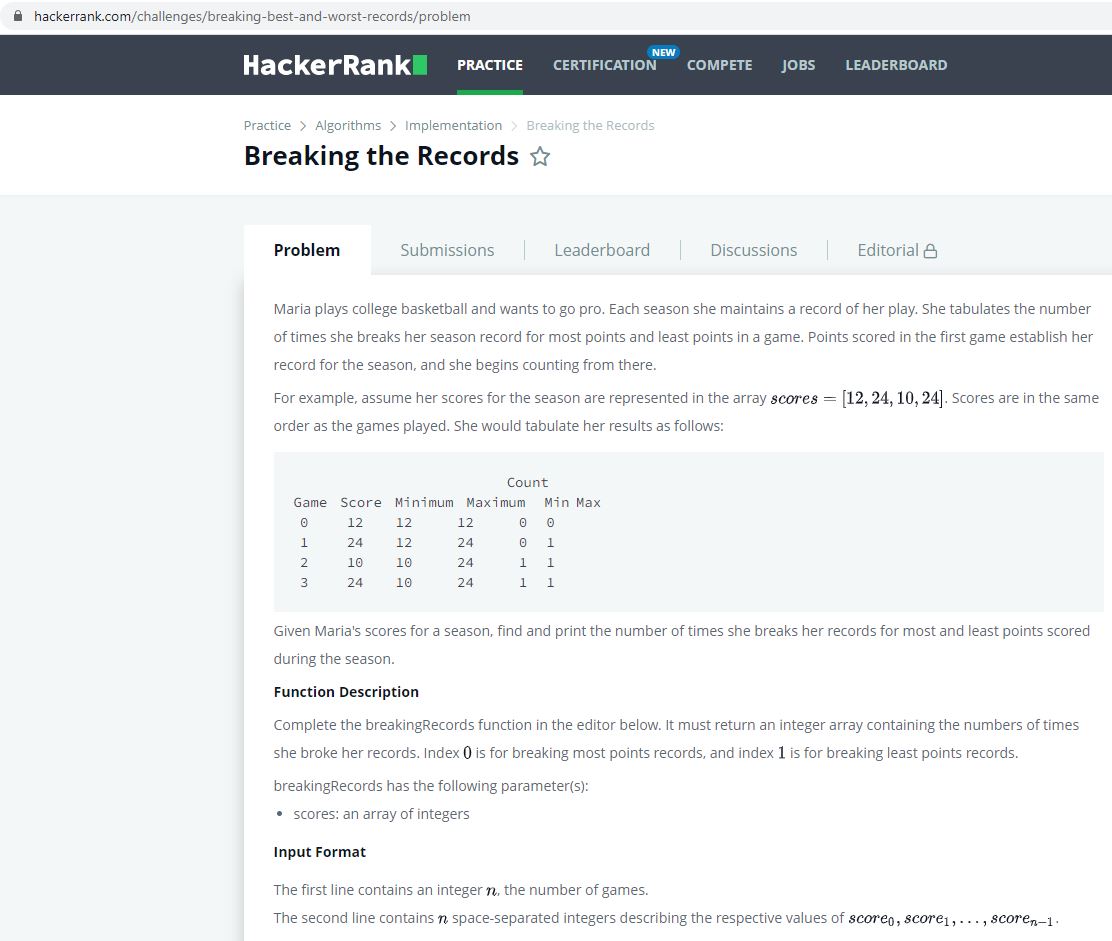 hackerrank.com/challenges/breaking-best-and-worst-records/problem
HackerRank PRACTICE CERTIFICATION NEW COMPETE JOBS LEADERBOARD
Practice > Algorithms > Implementation > Breaking the Records
Breaking the Records
Problem Submissions Leaderboard Discussions Editorial
Maria plays college basketball and wants to go pro. Each season she maintains a record of her play. She tabulates the number
of times she breaks her season record for most points and least points in a game. Points scored in the first game establish her
record for the season, and she begins counting from there.
For example, assume her scores for the season are represented in the array scores = [12, 24, 10, 24]. Scores are in the same
order as the games played. She would tabulate her results as follows:
Count
Game Score Minimum Maximum Min Max
0 12 12 12 0 0
1 24 12 24 0 1
2 10 10 24 1 1
3 24 10 24 1 1
Given Maria's scores for a season, find and print the number of times she breaks her records for most and least points scored
during the season.
Function Description
Complete the breakingRecords function in the editor below. It must return an integer array containing the numbers of times
she broke her records. Index 0 is for breaking most points records, and index 1 is for breaking least points records.
breakingRecords has the following parameter(s):
• scores: an array of integers
Input Format
The first line contains an integer n, the number of games.
The second line contains n space-separated integers describing the respective values of score₀, score₁, . . . , scoreₙ₋₁.